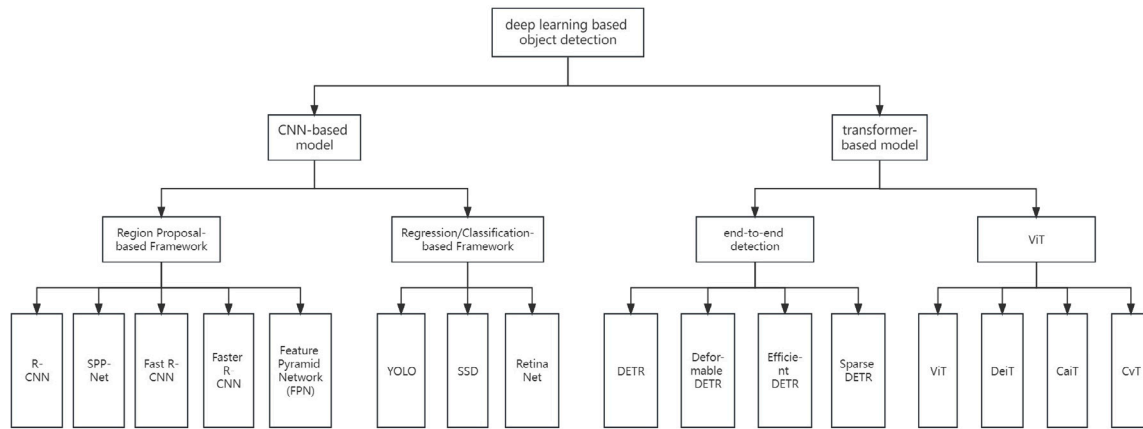 deep learning based
object detection
CNN-based
model
transformer-
based model
Region Proposal-
based Framework
Regression/Classification-
based Framework
end-to-end
detection
ViT
R-
CNN
SPP-
Net
Fast R-
CNN
Faster
R-
CNN
Feature
Pyramid
Network
(FPN)
YOLO
SSD
Retina
Net
DETR
Defor-
mable
DETR
Efficie
nt
DETR
Sparse
DETR
ViT
DeiT
CaiT
CvT